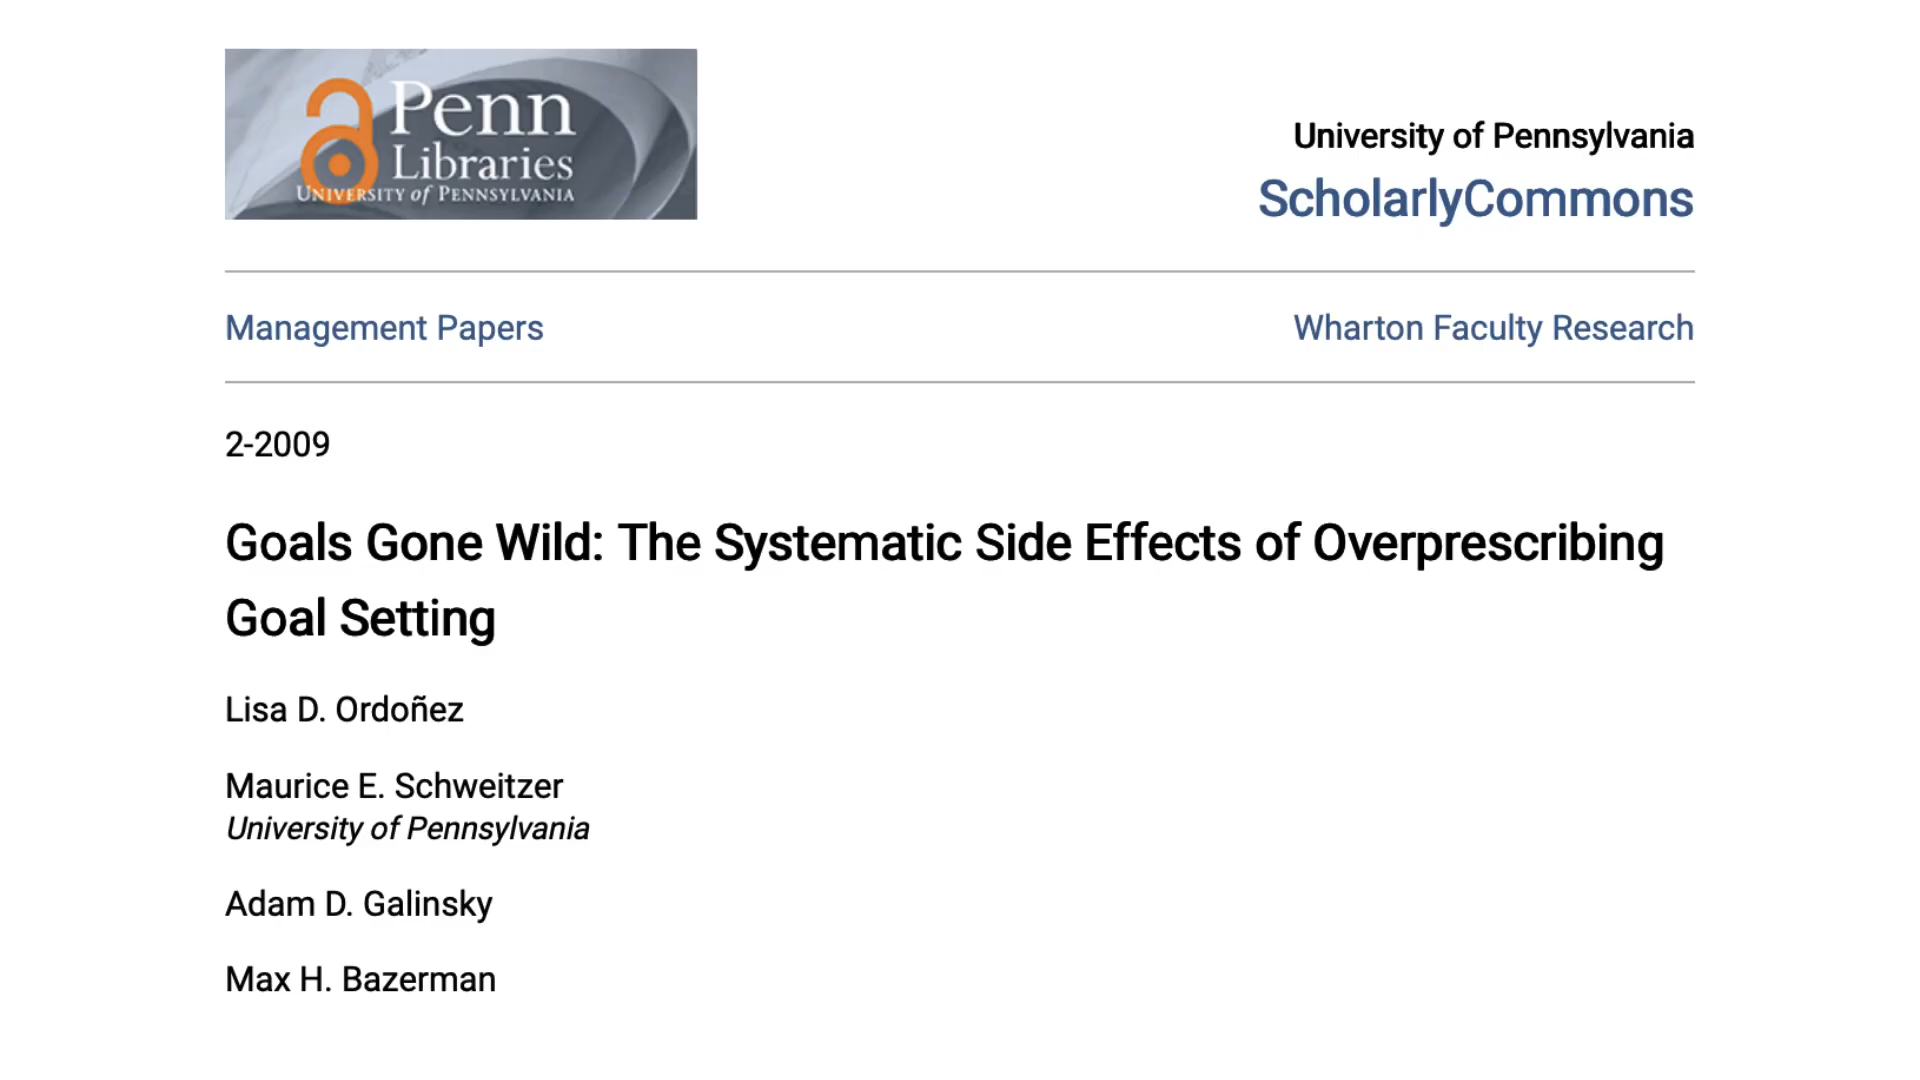 Penn
Libraries
UNIVERSITY of PENNSYLVANIA
University of Pennsylvania
ScholarlyCommons
Management Papers
Wharton Faculty Research
2-2009
Goals Gone Wild: The Systematic Side Effects of Overprescribing
Goal Setting
Lisa D. Ordoñez
Maurice E. Schweitzer
University of Pennsylvania
Adam D. Galinsky
Max H. Bazerman